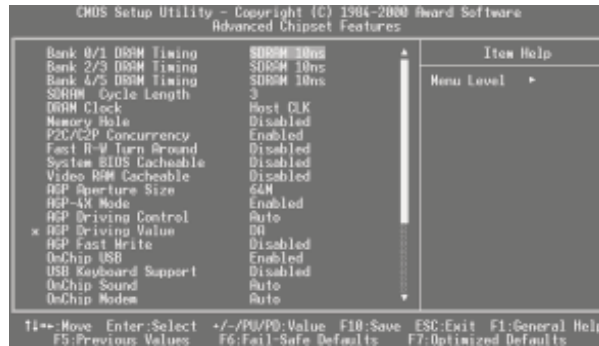 CMOS Setup Utility – Copyright (C) 1984-2000 Award Software
Advanced Chipset Features
Bank 0/1 DRAM Timing SDRAM 10ns
Bank 2/3 DRAM Timing SDRAM 10ns
Bank 4/5 DRAM Timing SDRAM 10ns
SDRAM Cycle Length 3
DRAM Clock Host CLK
Memory Hole Disabled
P2C/C2P Concurrency Enabled
Fast R-W Turn Around Disabled
System BIOS Cacheable Disabled
Video RAM Cacheable Disabled
AGP Aperture Size 64M
AGP-4X Mode Enabled
AGP Driving Control Auto
x AGP Driving Value DA
AGP Fast Write Disabled
OnChip USB Enabled
USB Keyboard Support Disabled
OnChip Sound Auto
OnChip Modem Auto
Item Help
Menu Level ►
↑↓→←:Move Enter:Select +/-/PU/PD:Value F10:Save ESC:Exit F1:General Help
F5:Previous Values F6:Fail-Safe Defaults F7:Optimized Defaults